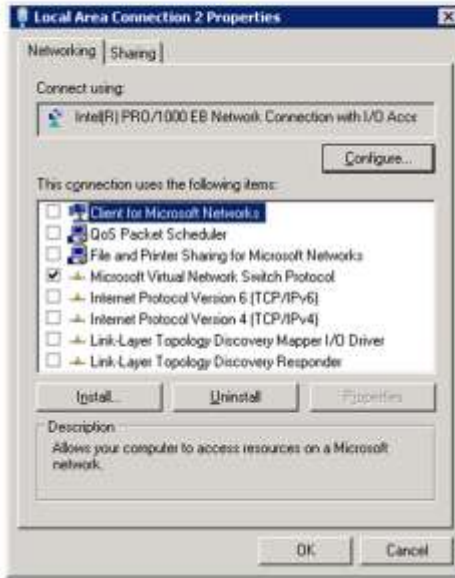 Local Area Connection 2 Properties
Networking
Sharing
Connect using:
Intel(R) PRO/1000 EB Network Connection with I/O Acce
Configure...
This connection uses the following items:
Client for Microsoft Networks
QoS Packet Scheduler
File and Printer Sharing for Microsoft Networks
Microsoft Virtual Network Switch Protocol
Internet Protocol Version 6 (TCP/IPv6)
Internet Protocol Version 4 (TCP/IPv4)
Link-Layer Topology Discovery Mapper I/O Driver
Link-Layer Topology Discovery Responder
Install...
Uninstall
Properties
Description
Allows your computer to access resources on a Microsoft
network.
OK
Cancel